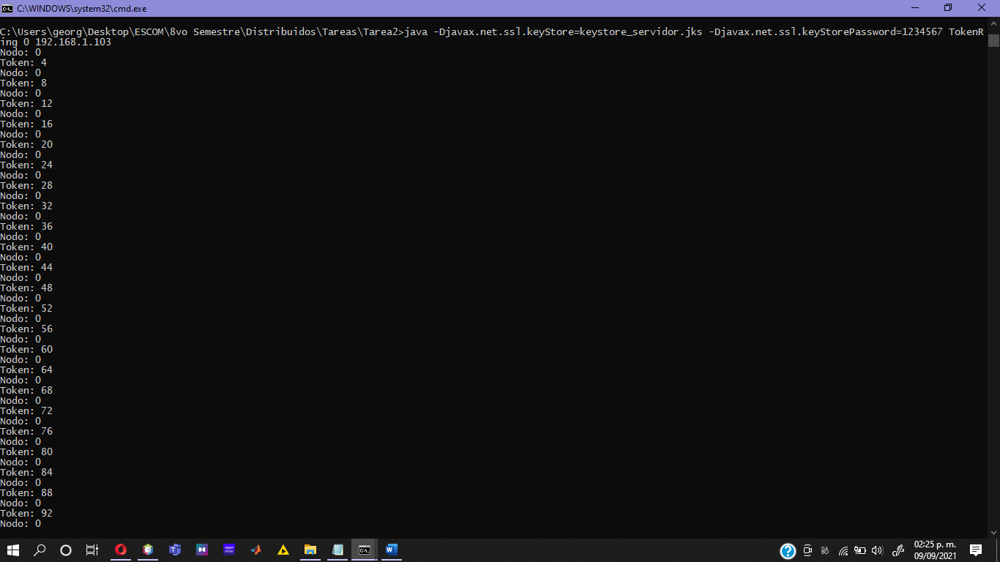 C:\WINDOWS\system32\cmd.exe
C:\Users\georg\Desktop\ESCOM\8vo Semestre\Distribuidos\Tareas\Tarea2>java -Djavax.net.ssl.keyStore=keystore_servidor.jks -Djavax.net.ssl.keyStorePassword=1234567 TokenR
ing 0 192.168.1.103
Nodo: 0
Token: 4
Nodo: 0
Token: 8
Nodo: 0
Token: 12
Nodo: 0
Token: 16
Nodo: 0
Token: 20
Nodo: 0
Token: 24
Nodo: 0
Token: 28
Nodo: 0
Token: 32
Nodo: 0
Token: 36
Nodo: 0
Token: 40
Nodo: 0
Token: 44
Nodo: 0
Token: 48
Nodo: 0
Token: 52
Nodo: 0
Token: 56
Nodo: 0
Token: 60
Nodo: 0
Token: 64
Nodo: 0
Token: 68
Nodo: 0
Token: 72
Nodo: 0
Token: 76
Nodo: 0
Token: 80
Nodo: 0
Token: 84
Nodo: 0
Token: 88
Nodo: 0
Token: 92
Nodo: 0
02:25 p. m.
09/09/2021